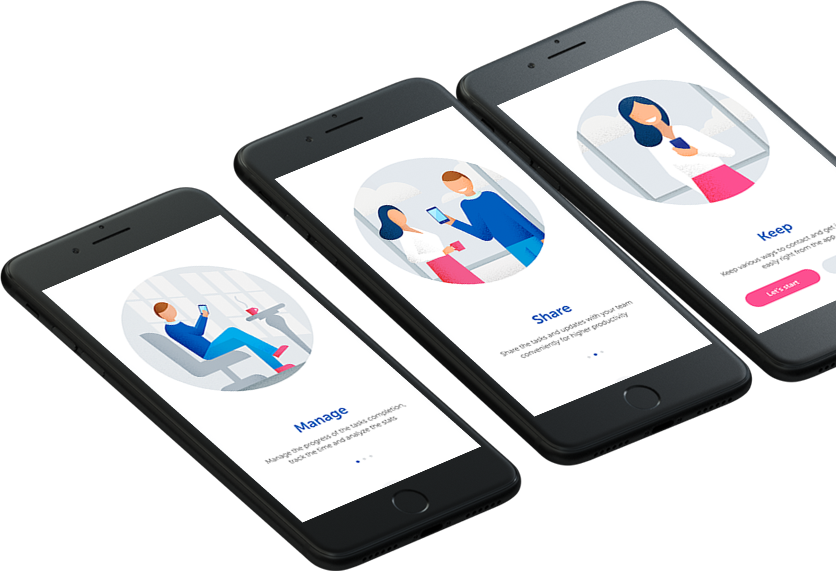 Manage
Manage the progress of the tasks completion,
track the time and analyze the stats
Share
Share the tasks and updates with your team
conveniently for higher productivity
Keep
Keep various ways to contact and get
easily right from the app
Let's start